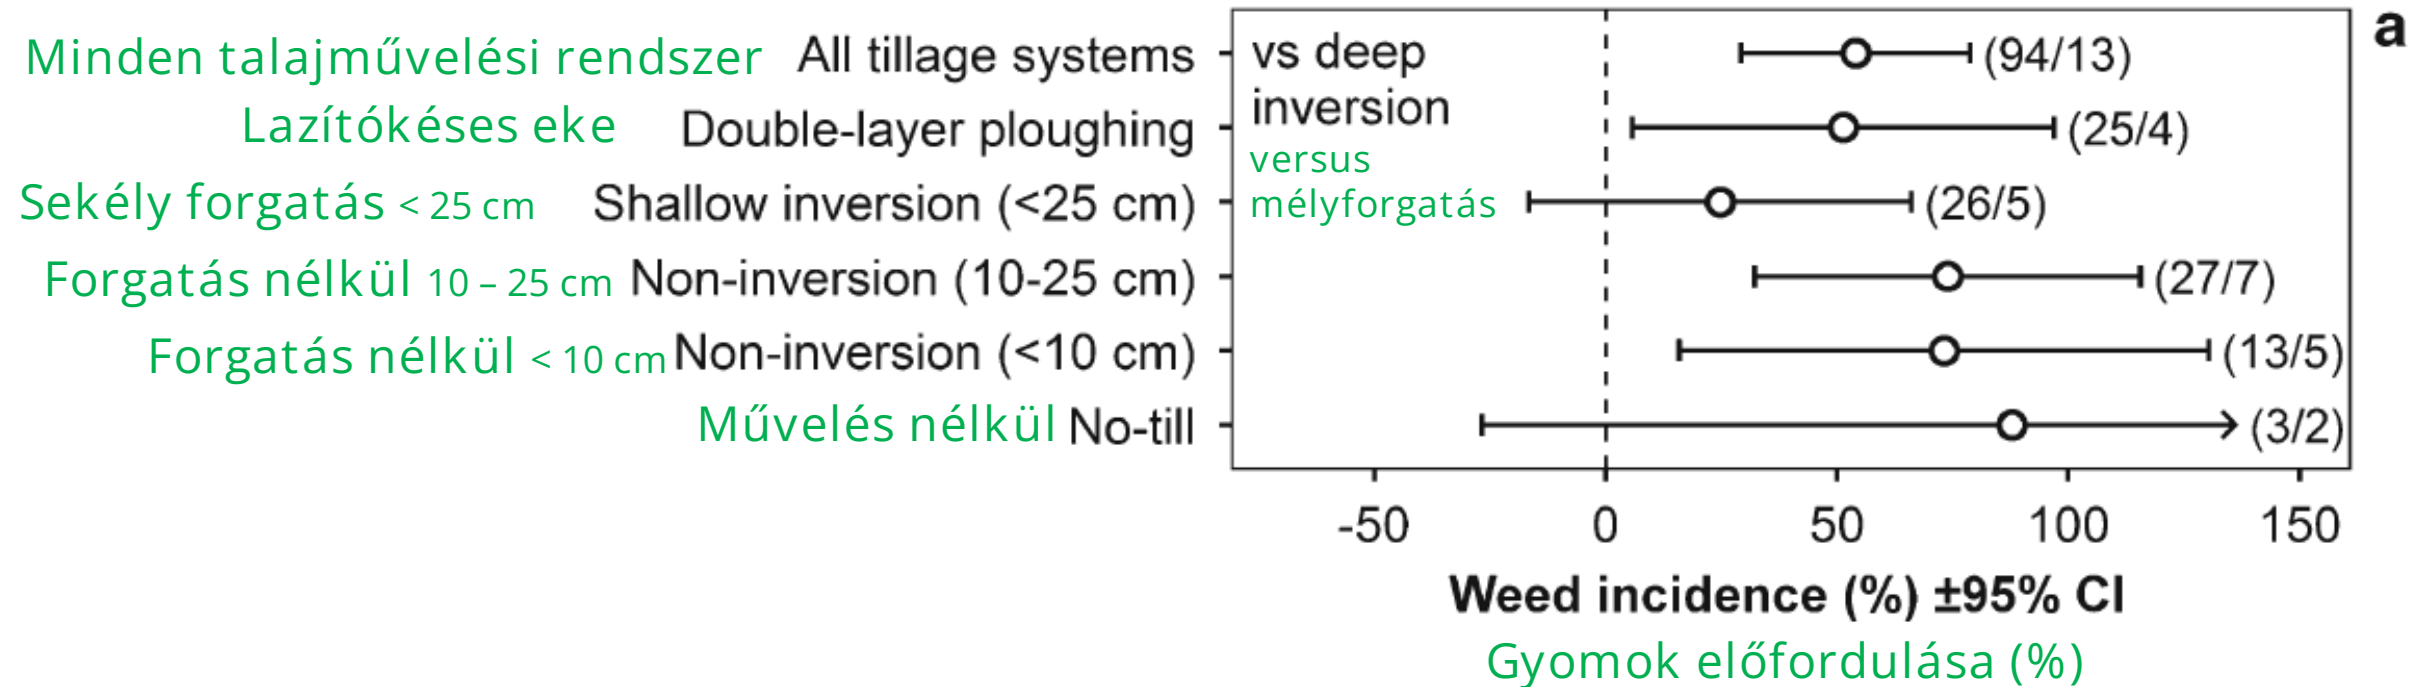 a
Minden talajművelési rendszer All tillage systems vs deep (94/13)
inversion
Lazítókéses eke Double-layer ploughing (25/4)
versus
mélyforgatás
Sekély forgatás < 25 cm Shallow inversion (<25 cm) (26/5)
Forgatás nélkül 10 – 25 cm Non-inversion (10-25 cm) (27/7)
Forgatás nélkül < 10 cm Non-inversion (<10 cm) (13/5)
Művelés nélkül No-till (3/2)
-50 0 50 100 150
Weed incidence (%) ±95% CI
Gyomok előfordulása (%)